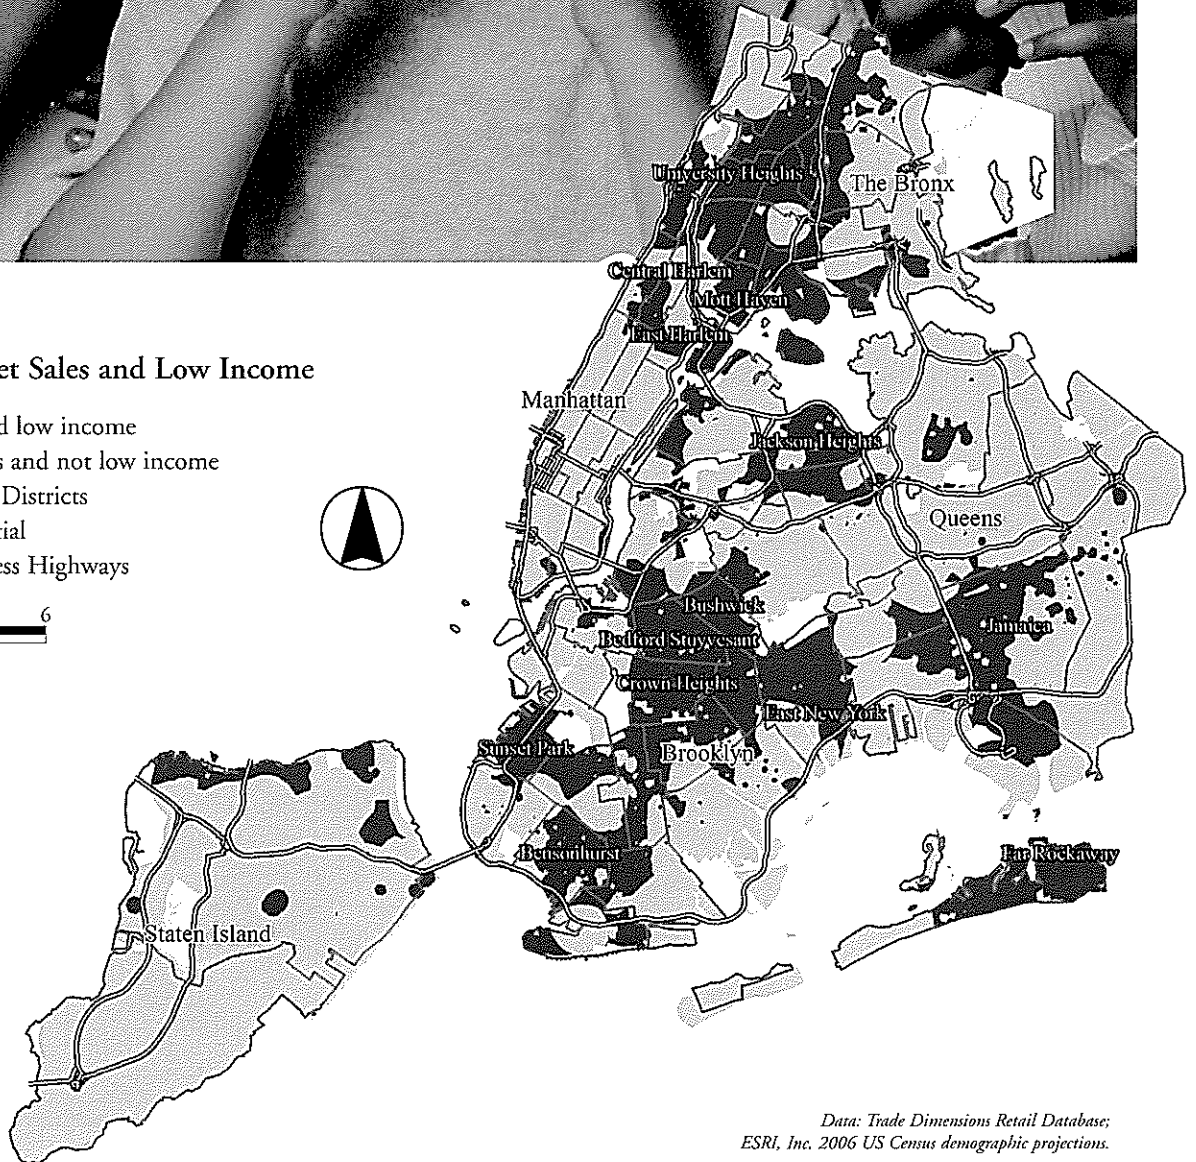 University Heights
The Bronx
Central Harlem
Mott Haven
East Harlem
et Sales and Low Income
Manhattan
d low income
Jackson Heights
s and not low income
Districts
Queens
ial
ess Highways
6
Bushwick
Jamaica
Bedford Stuyvesant
Crown Heights
East New York
Sunset Park
Brooklyn
Bensonhurst
Far Rockaway
Staten Island
Data: Trade Dimensions Retail Database;
ESRI, Inc. 2006 US Census demographic projections.